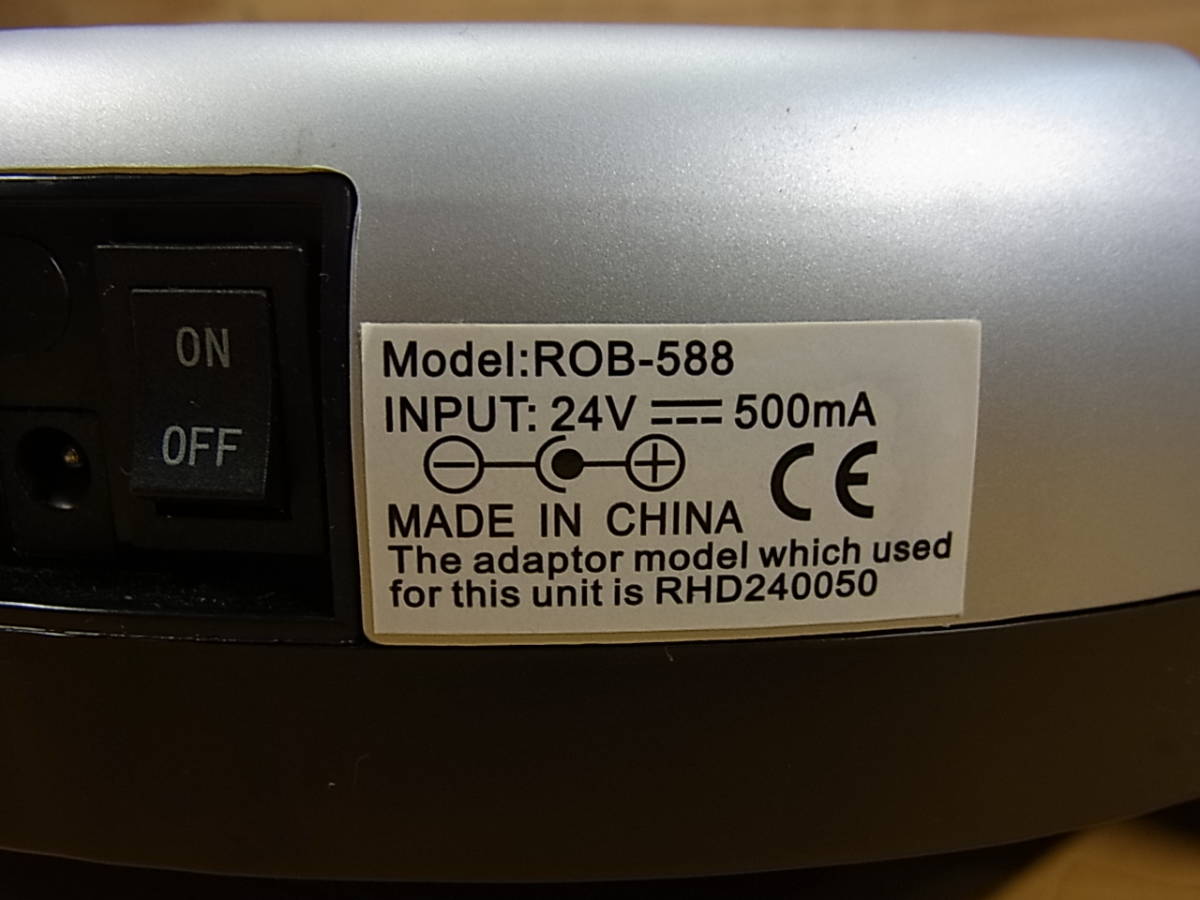 ON
OFF
Model:ROB-588
INPUT: 24V ⎓ 500mA
CE
MADE IN CHINA
The adaptor model which used
for this unit is RHD240050